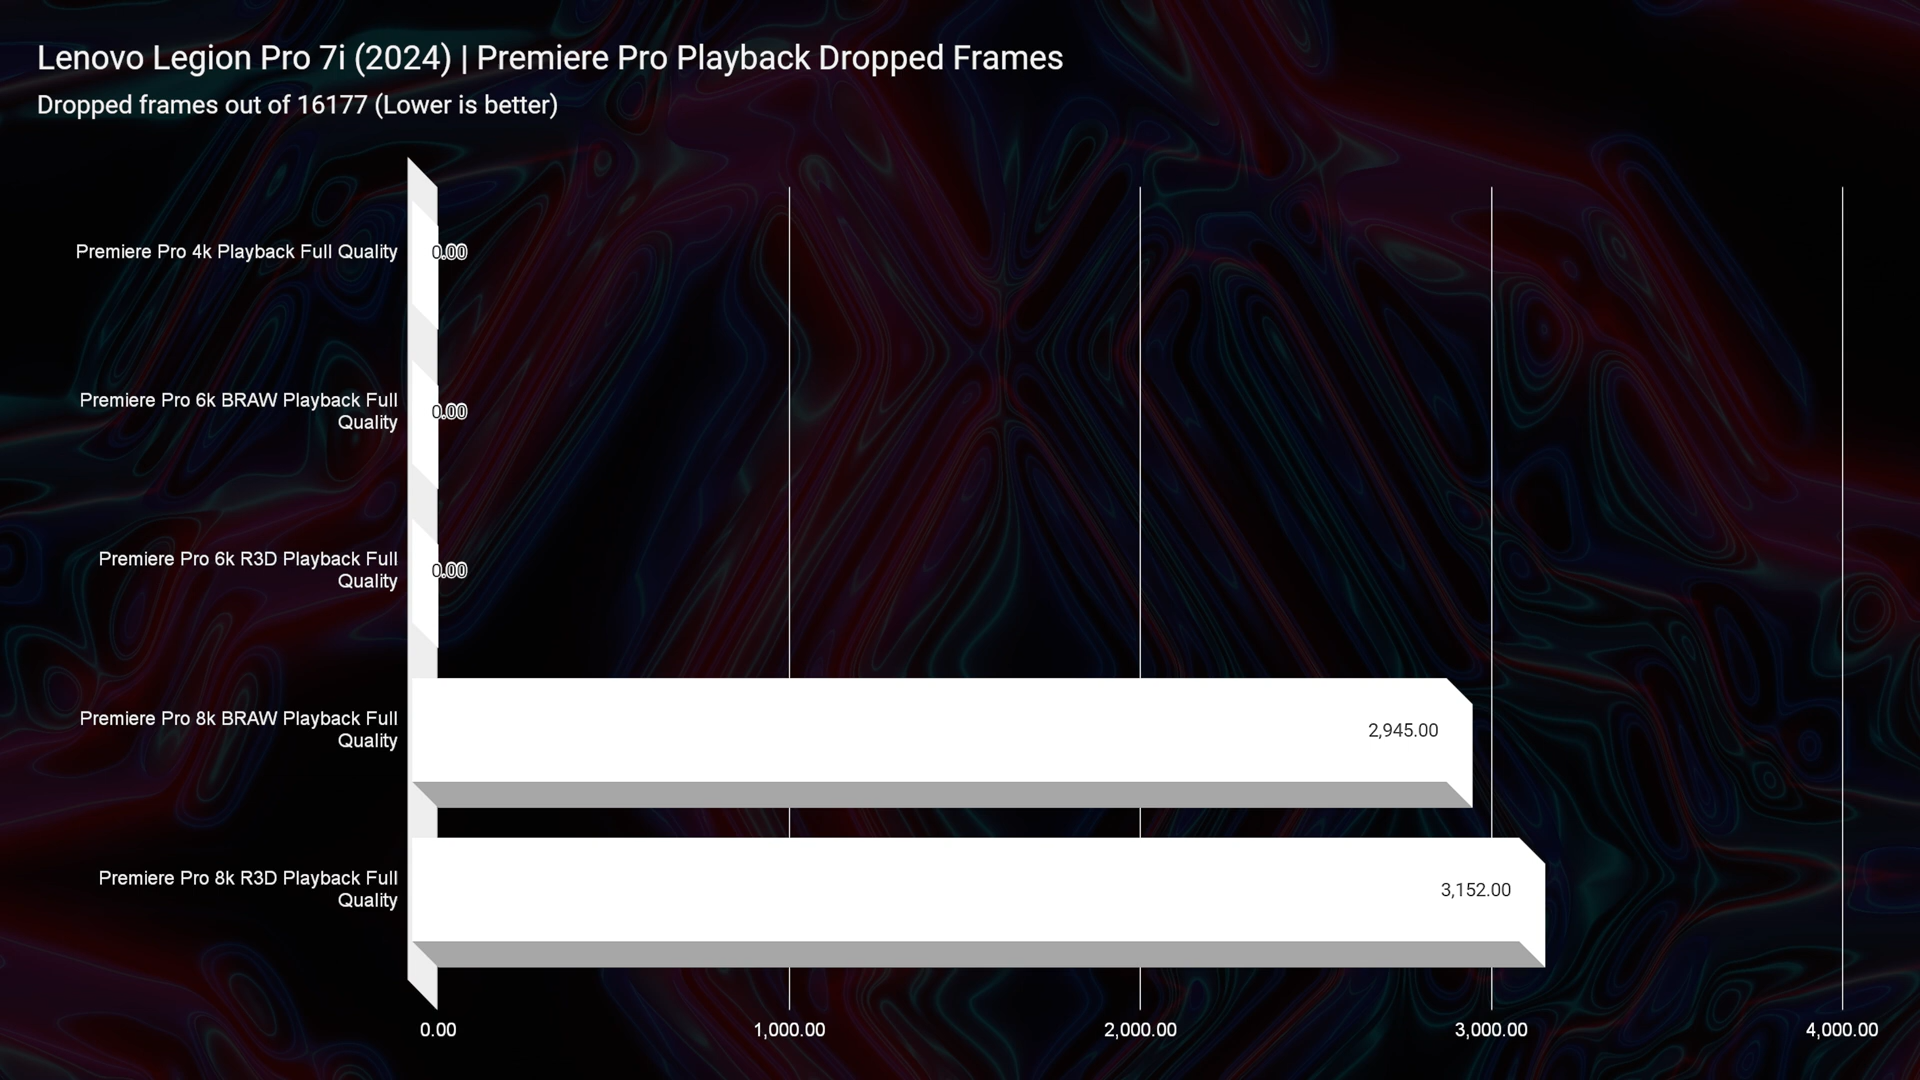 Lenovo Legion Pro 7i (2024) | Premiere Pro Playback Dropped Frames
Dropped frames out of 16177 (Lower is better)
Premiere Pro 4k Playback Full Quality
0.00
Premiere Pro 6k BRAW Playback Full
Quality
0.00
Premiere Pro 6k R3D Playback Full
Quality
0.00
Premiere Pro 8k BRAW Playback Full
Quality
2,945.00
Premiere Pro 8k R3D Playback Full
Quality
3,152.00
0.00 1,000.00 2,000.00 3,000.00 4,000.00